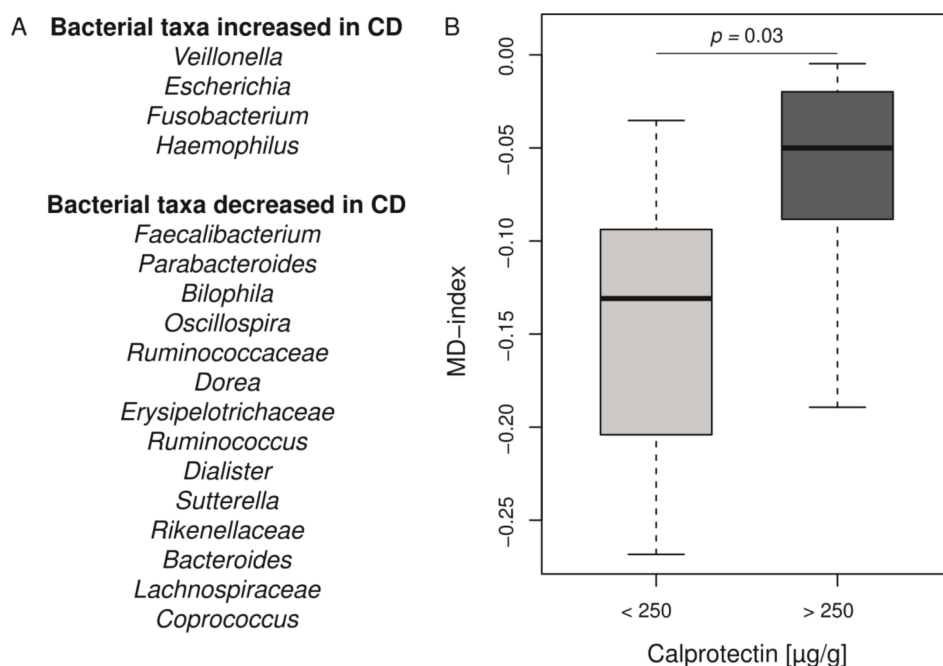 A
Bacterial taxa increased in CD
Veillonella
Escherichia
Fusobacterium
Haemophilus
Bacterial taxa decreased in CD
Faecalibacterium
Parabacteroides
Bilophila
Oscillospira
Ruminococcaceae
Dorea
Erysipelotrichaceae
Ruminococcus
Dialister
Sutterella
Rikenellaceae
Bacteroides
Lachnospiraceae
Coprococcus
B
p = 0.03
MD−index
0.00
−0.05
−0.10
−0.15
−0.20
−0.25
< 250
> 250
Calprotectin [µg/g]